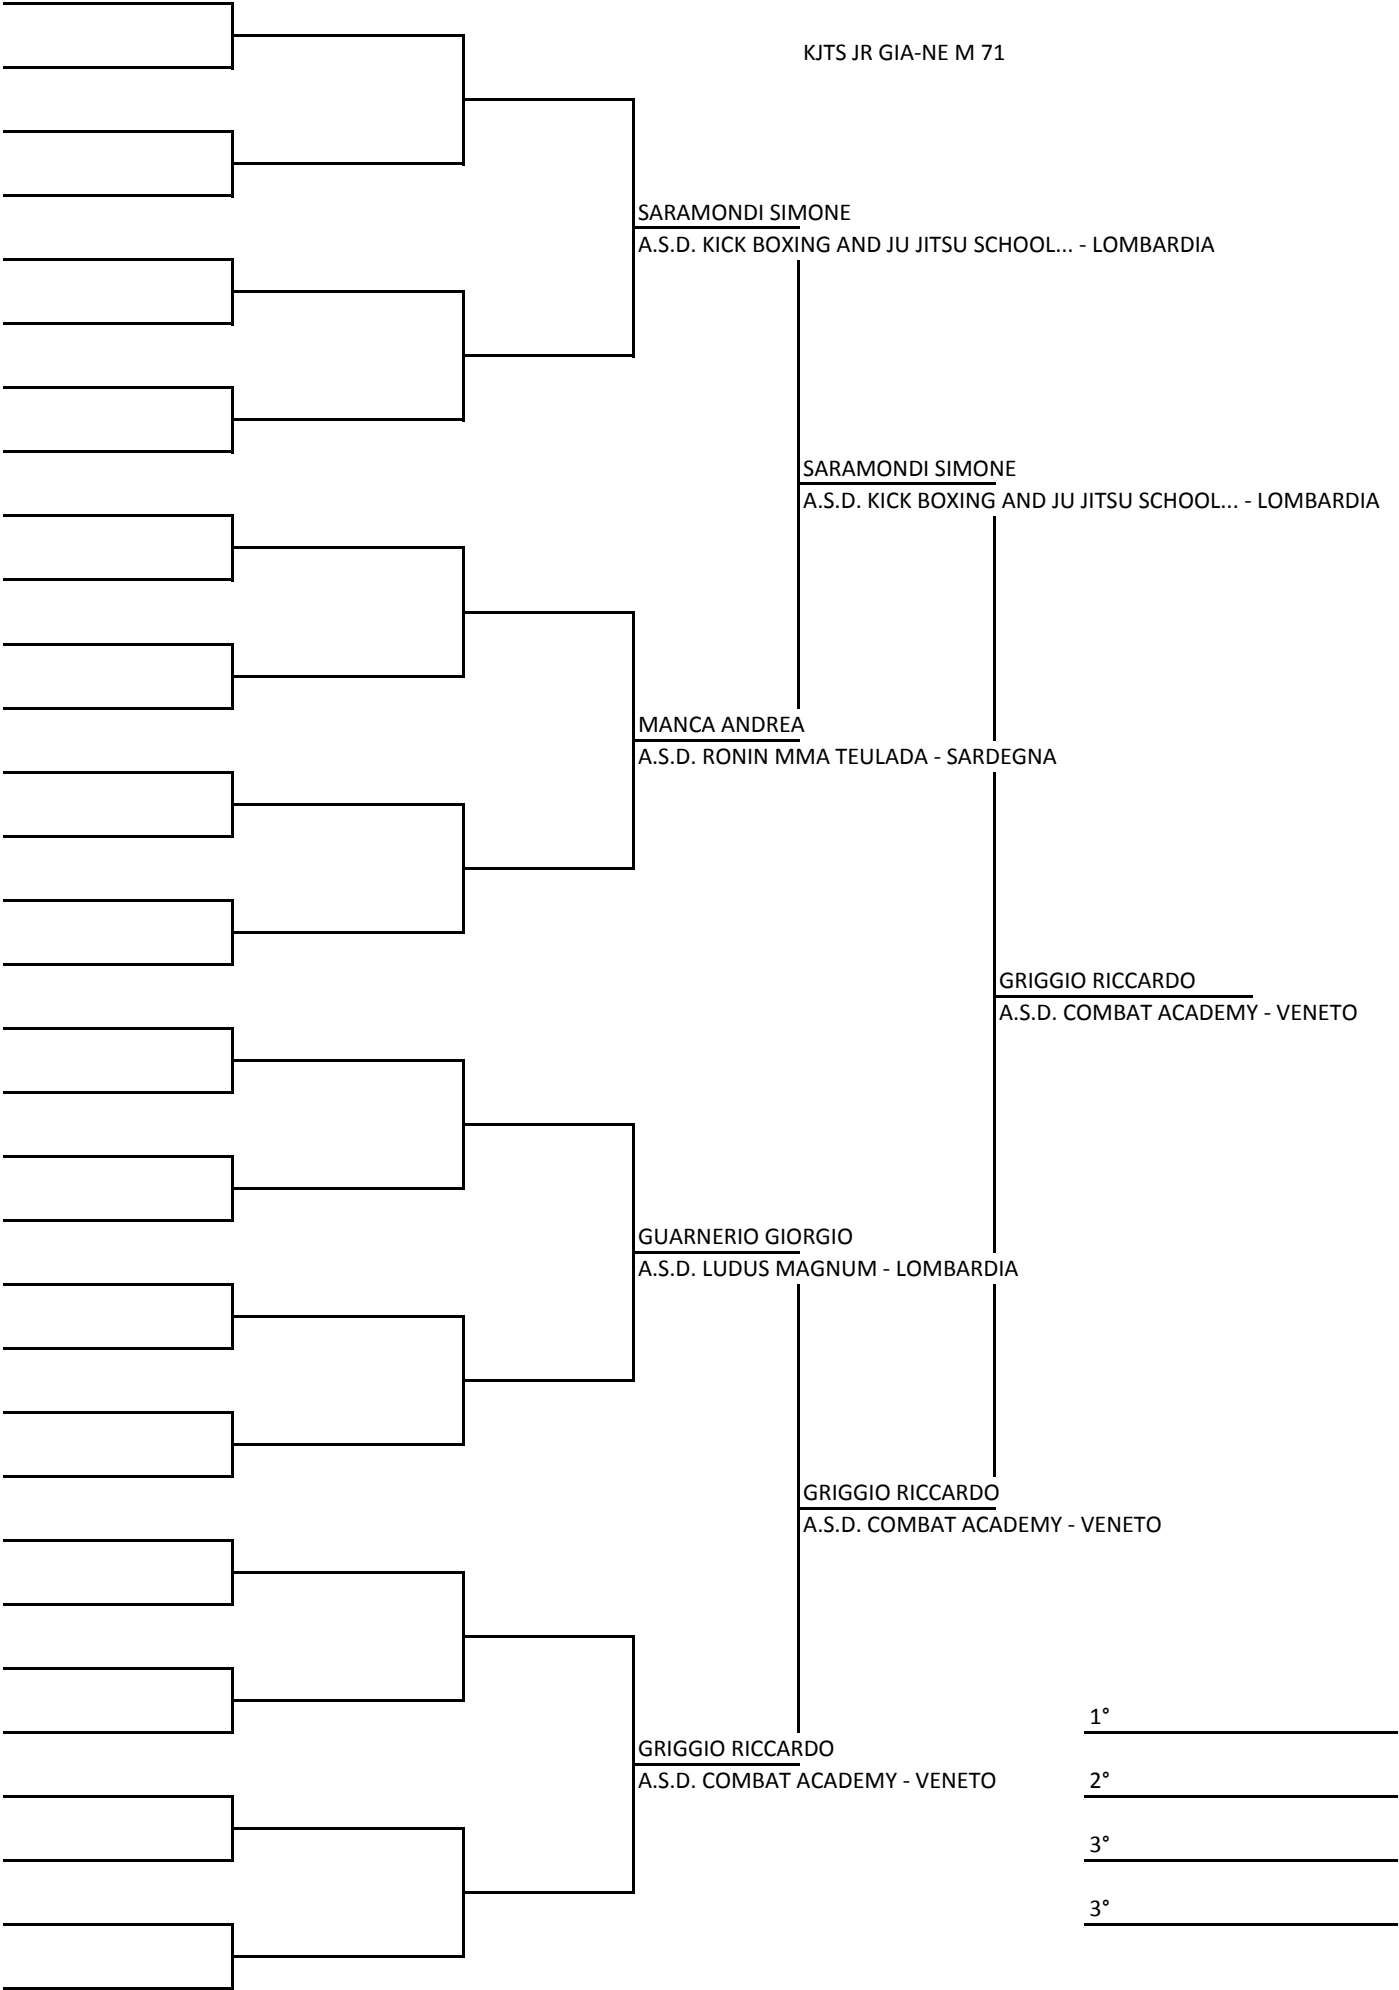 KJTS JR GIA-NE M 71
SARAMONDI SIMONE
A.S.D. KICK BOXING AND JU JITSU SCHOOL... - LOMBARDIA
SARAMONDI SIMONE
A.S.D. KICK BOXING AND JU JITSU SCHOOL... - LOMBARDIA
MANCA ANDREA
A.S.D. RONIN MMA TEULADA - SARDEGNA
GRIGGIO RICCARDO
A.S.D. COMBAT ACADEMY - VENETO
GUARNERIO GIORGIO
A.S.D. LUDUS MAGNUM - LOMBARDIA
GRIGGIO RICCARDO
A.S.D. COMBAT ACADEMY - VENETO
1°
GRIGGIO RICCARDO
A.S.D. COMBAT ACADEMY - VENETO
2°
3°
3°